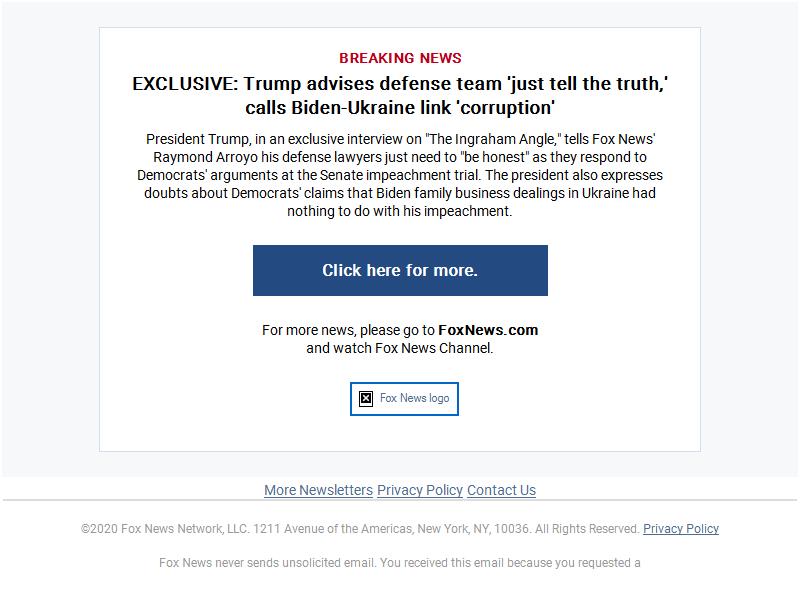 BREAKING NEWS
EXCLUSIVE: Trump advises defense team 'just tell the truth,'
calls Biden-Ukraine link 'corruption'
President Trump, in an exclusive interview on "The Ingraham Angle," tells Fox News'
Raymond Arroyo his defense lawyers just need to "be honest" as they respond to
Democrats' arguments at the Senate impeachment trial. The president also expresses
doubts about Democrats' claims that Biden family business dealings in Ukraine had
nothing to do with his impeachment.
Click here for more.
For more news, please go to FoxNews.com
and watch Fox News Channel.
Fox News logo
More Newsletters Privacy Policy Contact Us
©2020 Fox News Network, LLC. 1211 Avenue of the Americas, New York, NY, 10036. All Rights Reserved. Privacy Policy
Fox News never sends unsolicited email. You received this email because you requested a